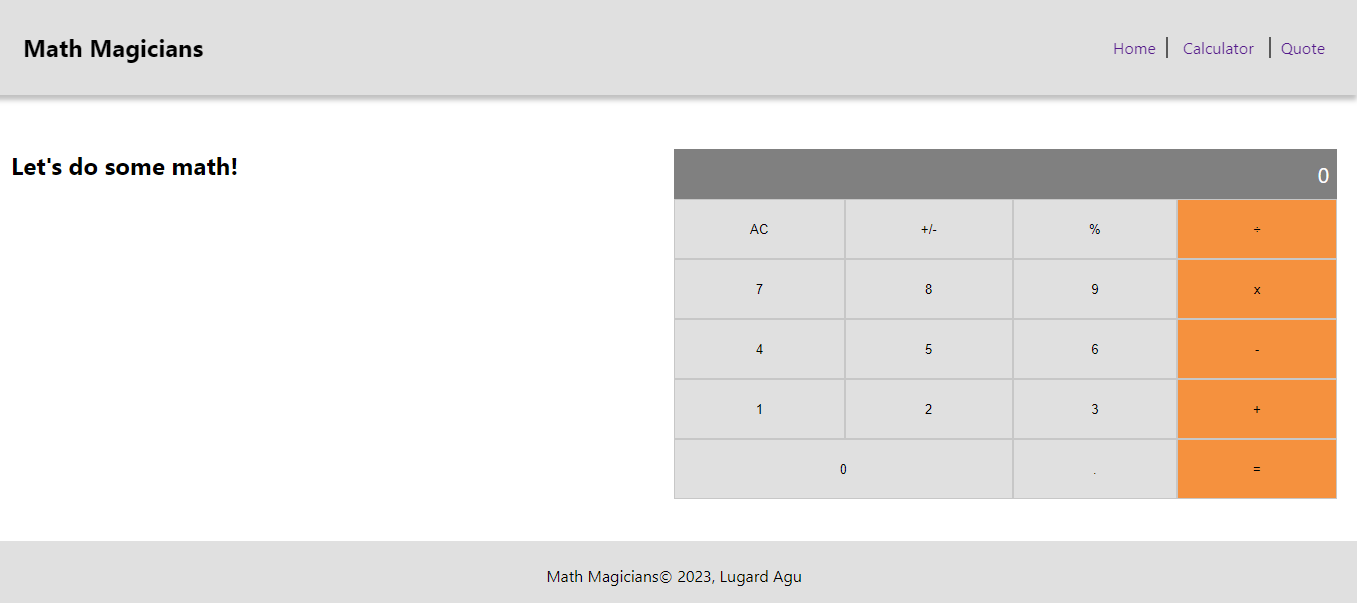 Math Magicians
Home | Calculator | Quote
Let's do some math!
0
AC +/- % ÷
7 8 9 x
4 5 6 -
1 2 3 +
0 . =
Math Magicians© 2023, Lugard Agu